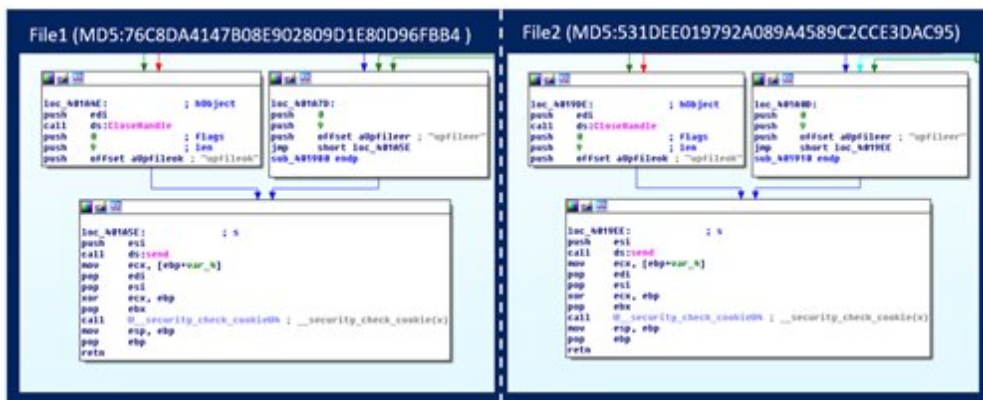 File1 (MD5:76C8DA4147B08E902809D1E80D96FBB4 )
loc_401A4E: ; hObject
push edi
call ds:CloseHandle
push 0 ; flags
push 9 ; len
push offset aUpfileok ; "upfileok"
loc_401A7D:
push 0
push 9
push offset aUpfileer ; "upfileer"
jmp short loc_401A5E
sub_401980 endp
loc_401A5E: ; s
push esi
call ds:send
mov ecx, [ebp+var_4]
pop edi
pop esi
xor ecx, ebp
pop ebx
call @__security_check_cookie@4 ; __security_check_cookie(x)
mov esp, ebp
pop ebp
retn
File2 (MD5:531DEE019792A089A4589C2CCE3DAC95)
loc_4019DE: ; hObject
push edi
call ds:CloseHandle
push 0 ; flags
push 9 ; len
push offset aUpfileok ; "upfileok"
loc_401A0D:
push 0
push 9
push offset aUpfileer ; "upfileer"
jmp short loc_4019EE
sub_401910 endp
loc_4019EE: ; s
push esi
call ds:send
mov ecx, [ebp+var_4]
pop edi
pop esi
xor ecx, ebp
pop ebx
call @__security_check_cookie@4 ; __security_check_cookie(x)
mov esp, ebp
pop ebp
retn